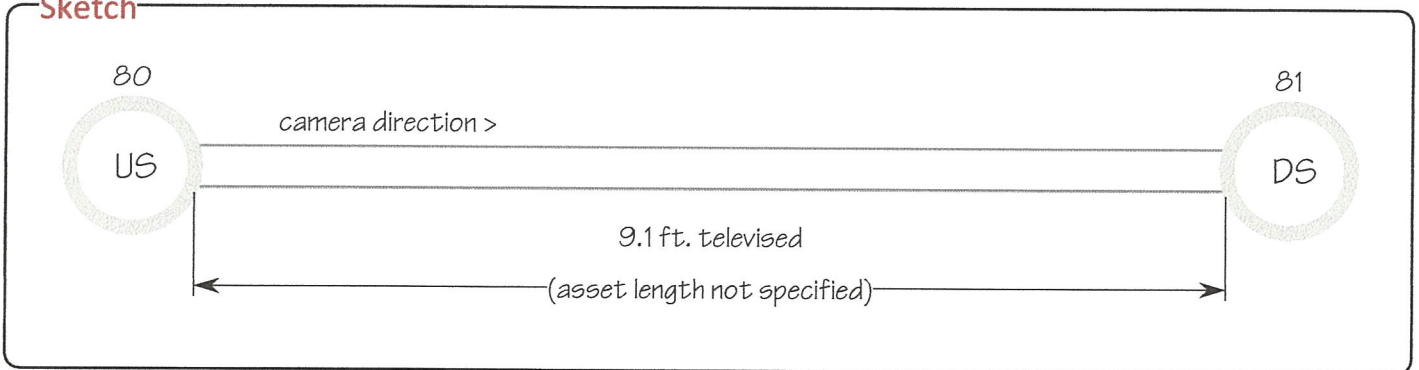 Sketch
80
81
camera direction >
US
DS
9.1 ft. televised
(asset length not specified)